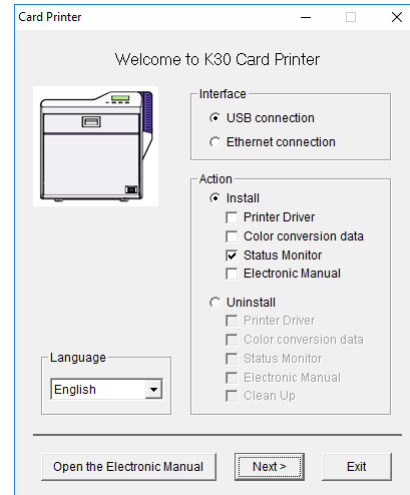 Card Printer
Welcome to K30 Card Printer
Interface
USB connection
Ethernet connection
Action
Install
Printer Driver
Color conversion data
Status Monitor
Electronic Manual
Uninstall
Printer Driver
Color conversion data
Status Monitor
Electronic Manual
Clean Up
Language
English
Open the Electronic Manual
Next >
Exit